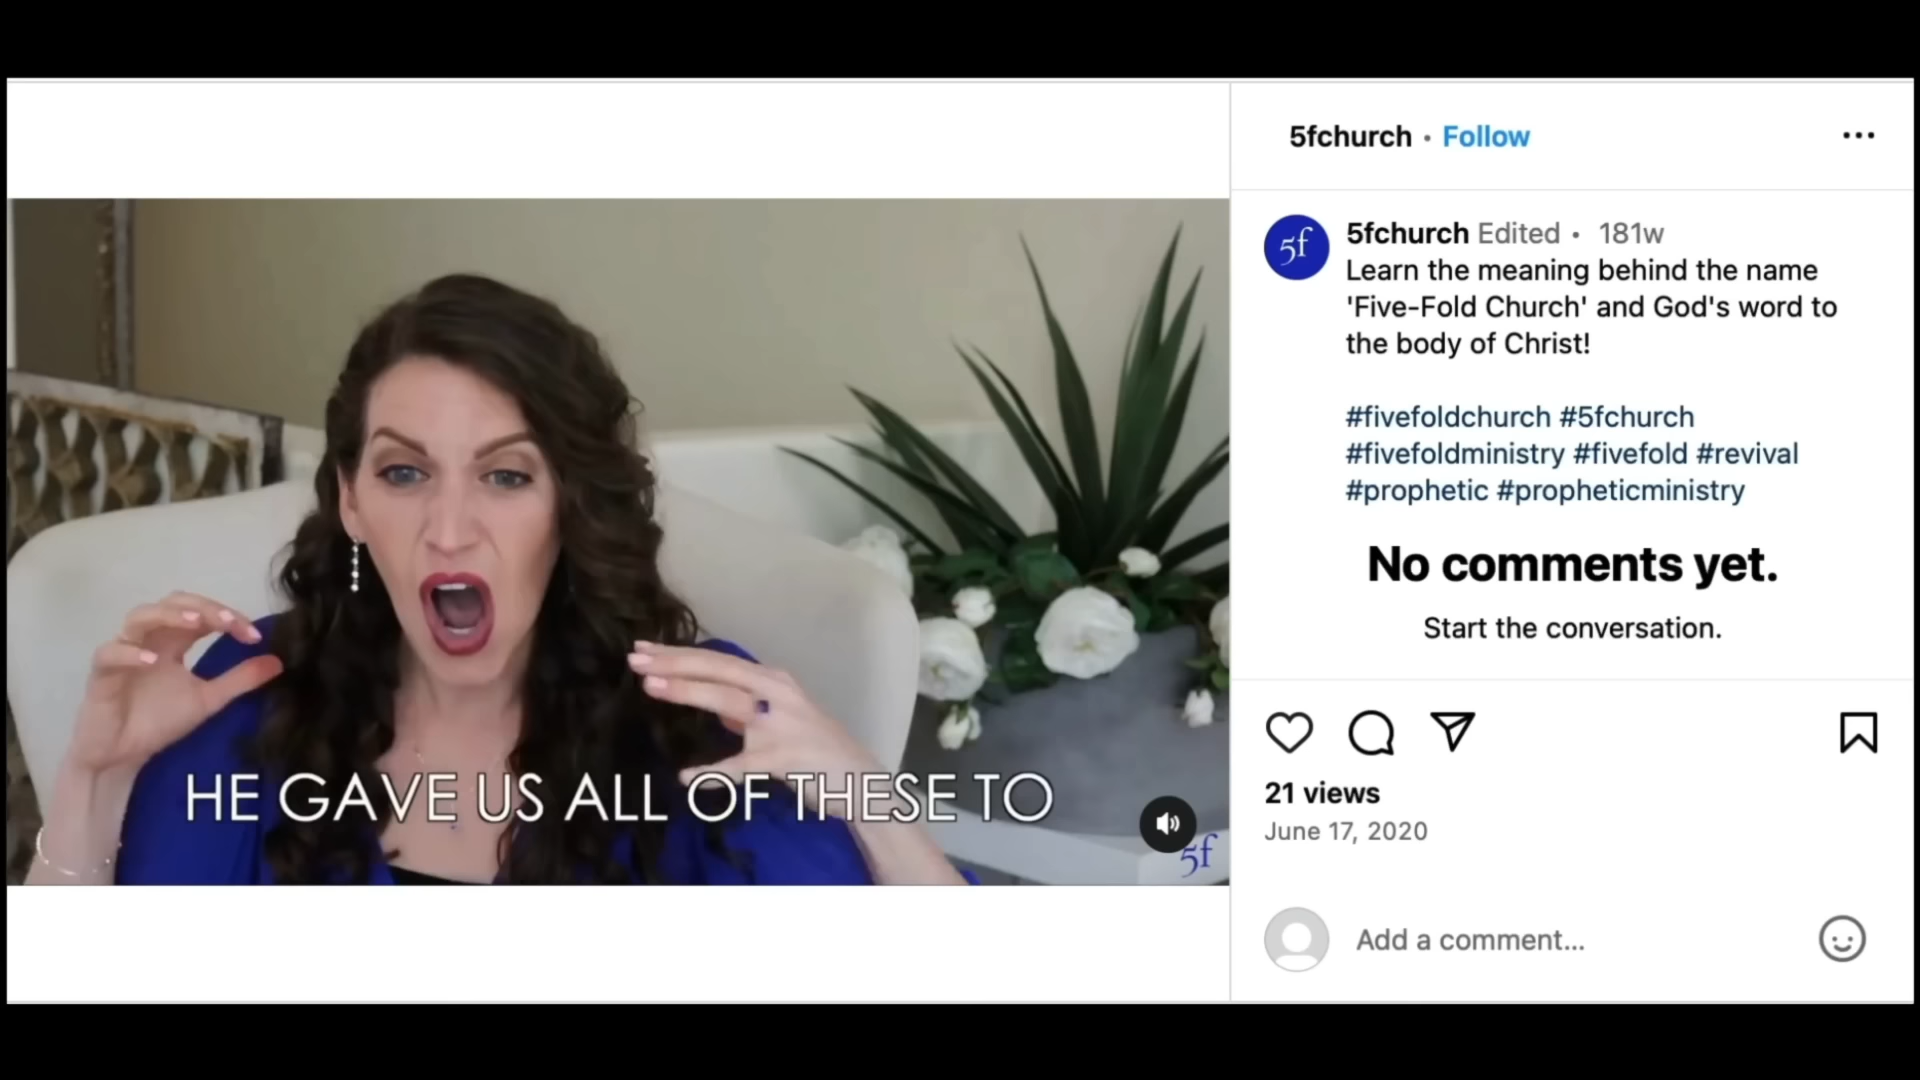 5fchurch • Follow
5f
5fchurch Edited • 181w
Learn the meaning behind the name
'Five-Fold Church' and God's word to
the body of Christ!
#fivefoldchurch #5fchurch
#fivefoldministry #fivefold #revival
#prophetic #propheticministry
No comments yet.
Start the conversation.
HE GAVE US ALL OF THESE TO
5f
21 views
June 17, 2020
Add a comment...